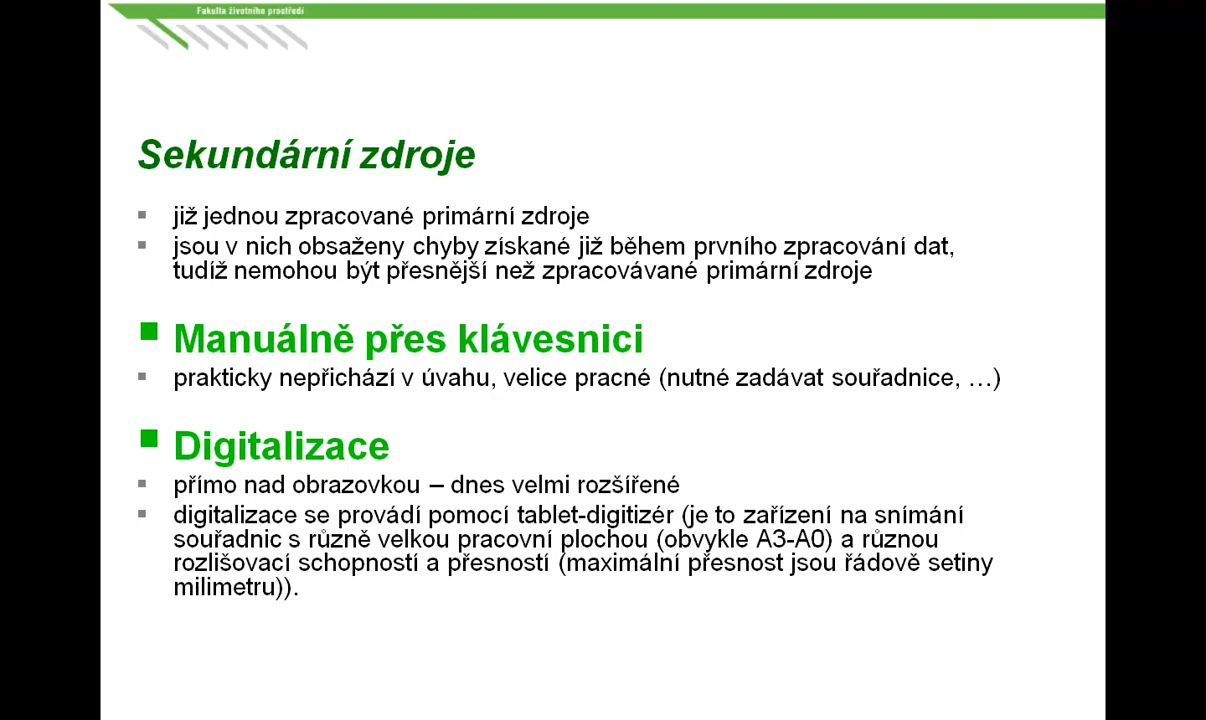 Fakulta životního prostředí
Sekundární zdroje
již jednou zpracované primární zdroje
jsou v nich obsaženy chyby získané již během prvního zpracování dat,
tudíž nemohou být přesnější než zpracovávané primární zdroje
Manuálně přes klávesnici
prakticky nepřichází v úvahu, velice pracné (nutné zadávat souřadnice, …)
Digitalizace
přímo nad obrazovkou – dnes velmi rozšířené
digitalizace se provádí pomocí tablet-digitizér (je to zařízení na snímání
souřadnic s různě velkou pracovní plochou (obvykle A3-A0) a různou
rozlišovací schopností a přesností (maximální přesnost jsou řádově setiny
milimetru)).